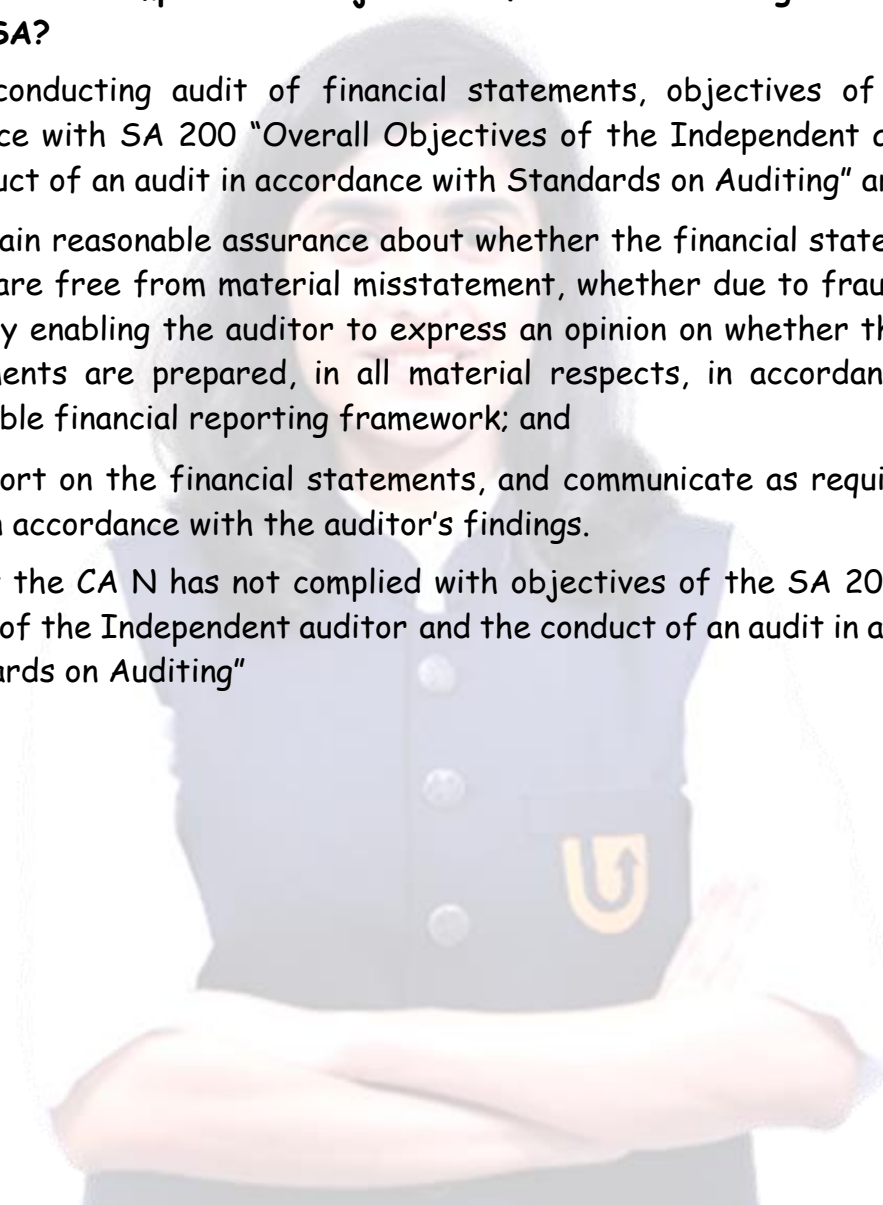 SA?
conducting audit of financial statements, objectives of
ce with SA 200 “Overall Objectives of the Independent
uct of an audit in accordance with Standards on Auditing”
ain reasonable assurance about whether the financial state
are free from material misstatement, whether due to frau
y enabling the auditor to express an opinion on whether th
ents are prepared, in all material respects, in accordan
ble financial reporting framework; and
ort on the financial statements, and communicate as requi
n accordance with the auditor’s findings.
the CA N has not complied with objectives of the SA 20
of the Independent auditor and the conduct of an audit in a
ards on Auditing”